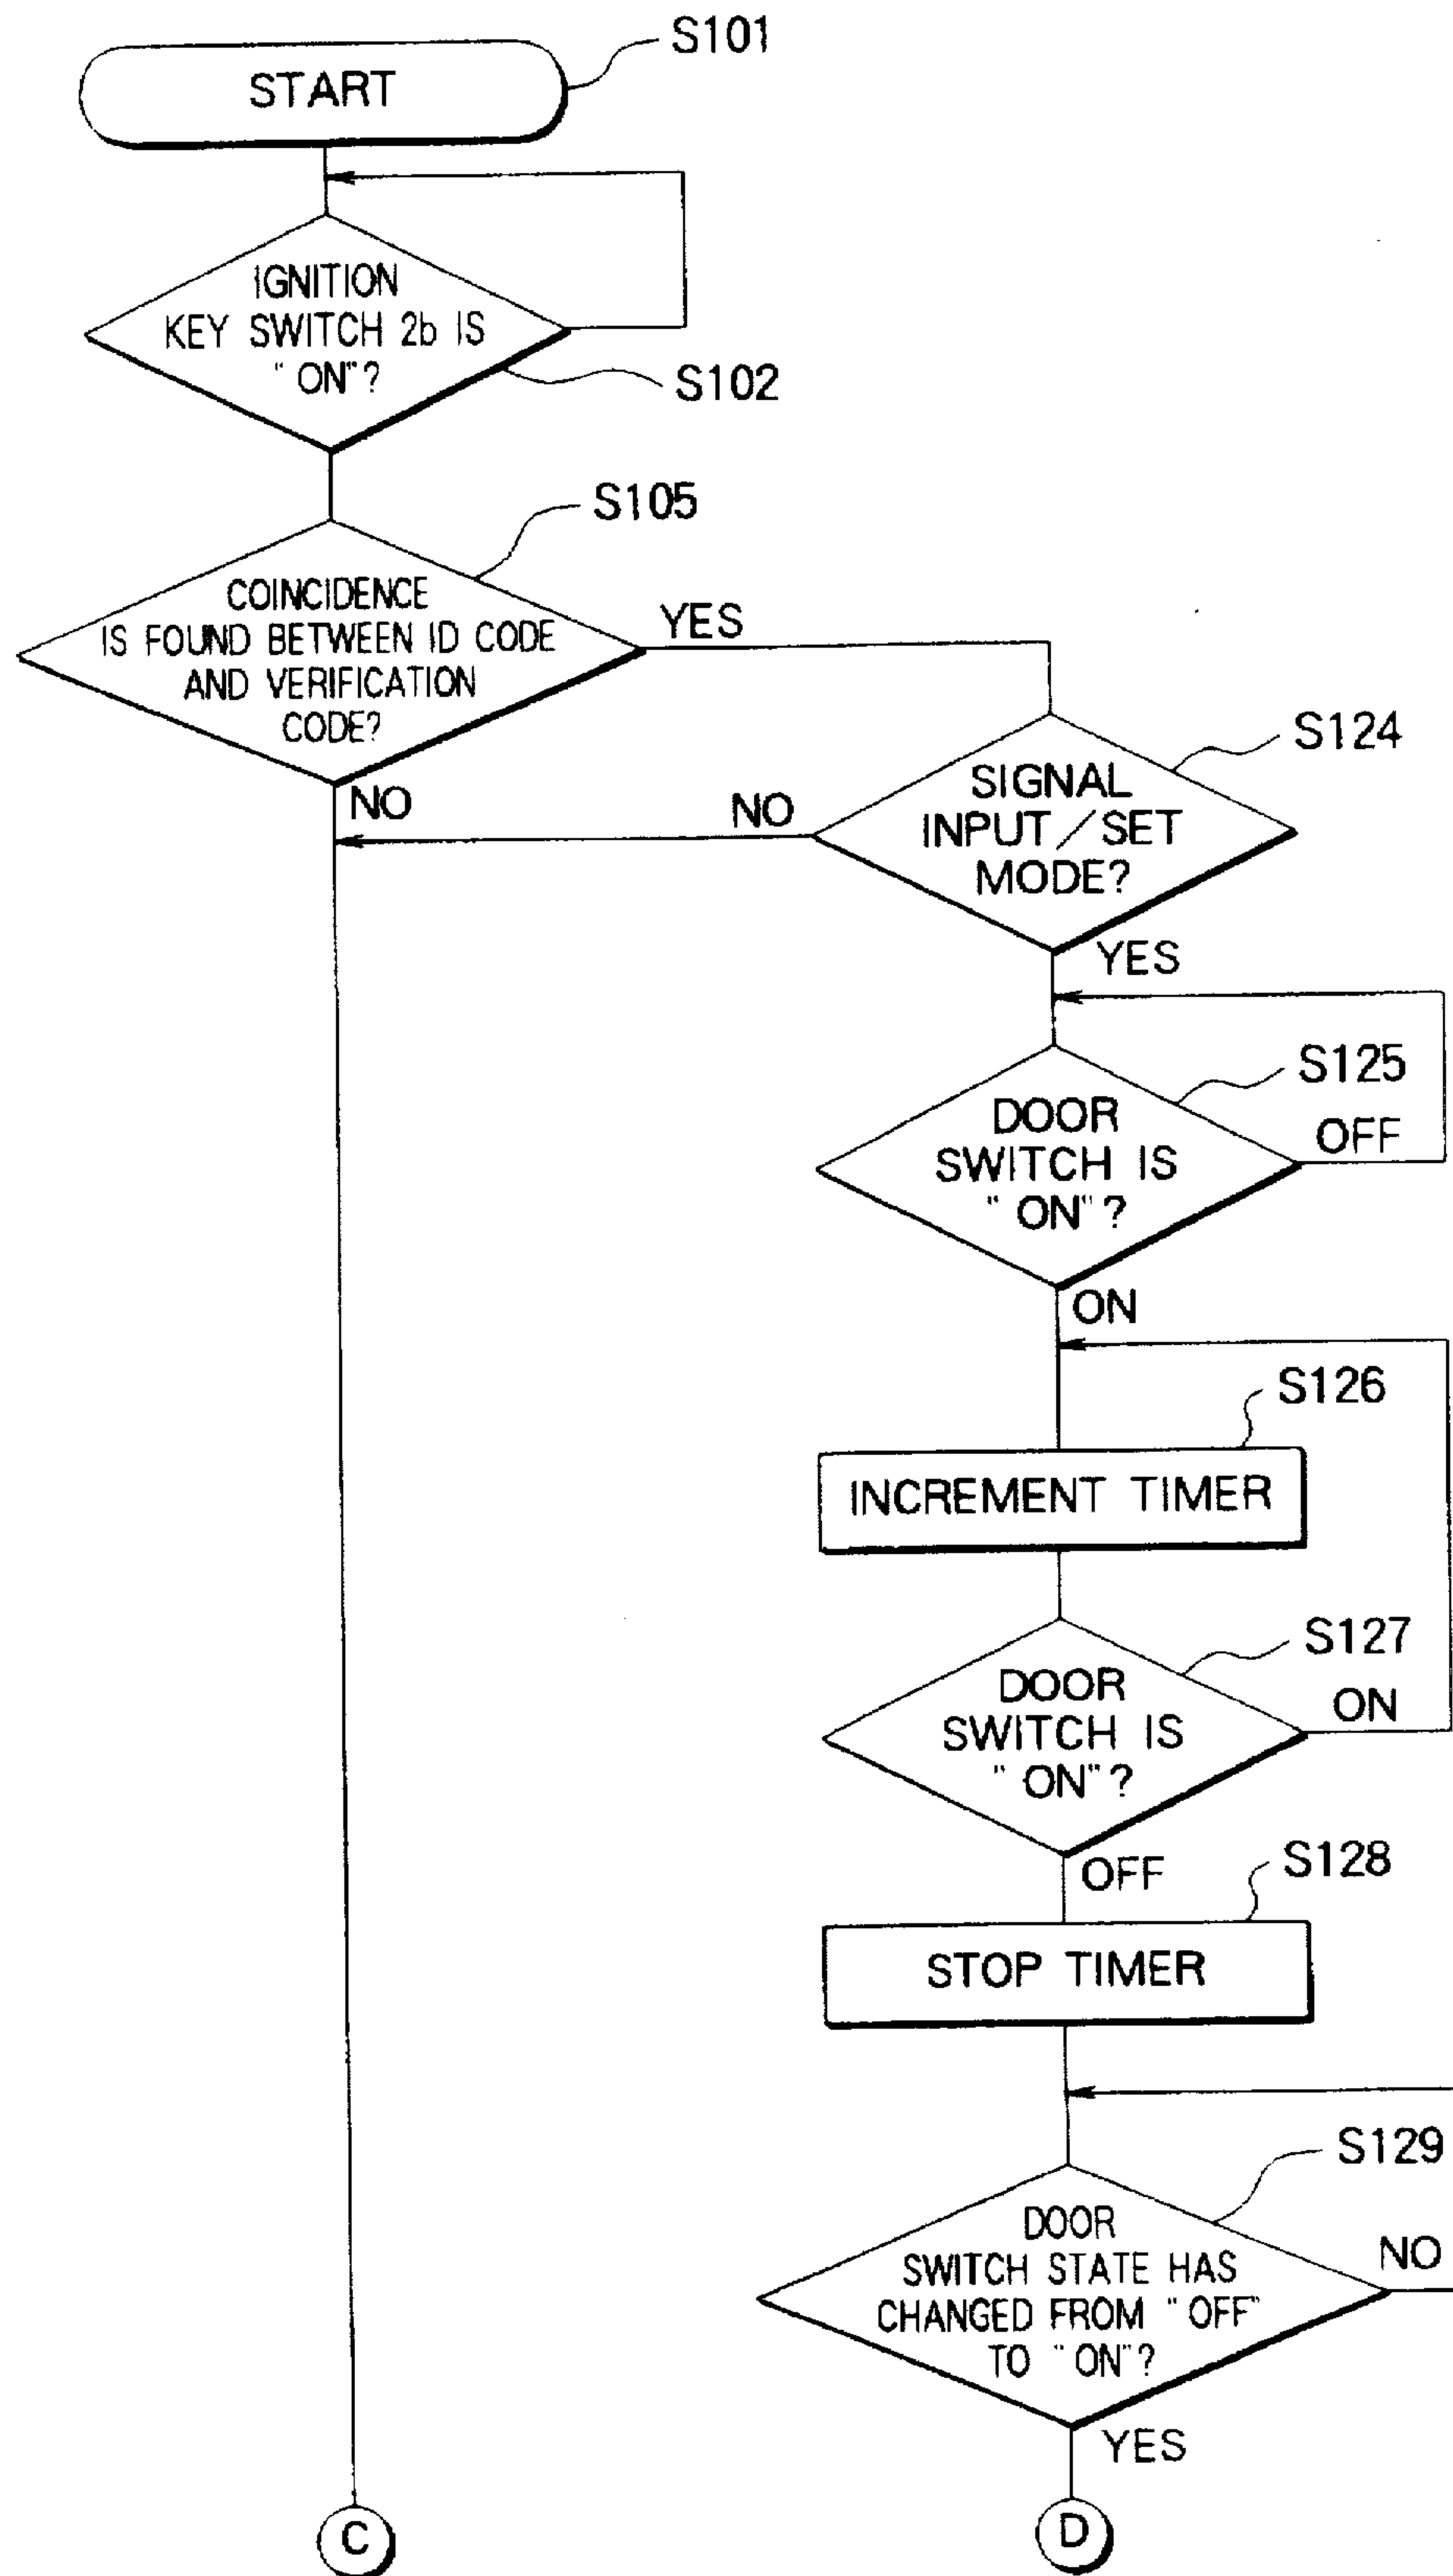 START
S101
IGNITION
KEY SWITCH 2b IS
"ON"?
S102
S105
COINCIDENCE
IS FOUND BETWEEN ID CODE
AND VERIFICATION
CODE?
YES
NO
S124
SIGNAL
INPUT/SET
MODE?
NO
YES
S125
DOOR
SWITCH IS
"ON"?
OFF
ON
S126
INCREMENT TIMER
S127
DOOR
SWITCH IS
"ON"?
ON
OFF
S128
STOP TIMER
S129
DOOR
SWITCH STATE HAS
CHANGED FROM "OFF"
TO "ON"?
NO
YES
C
D